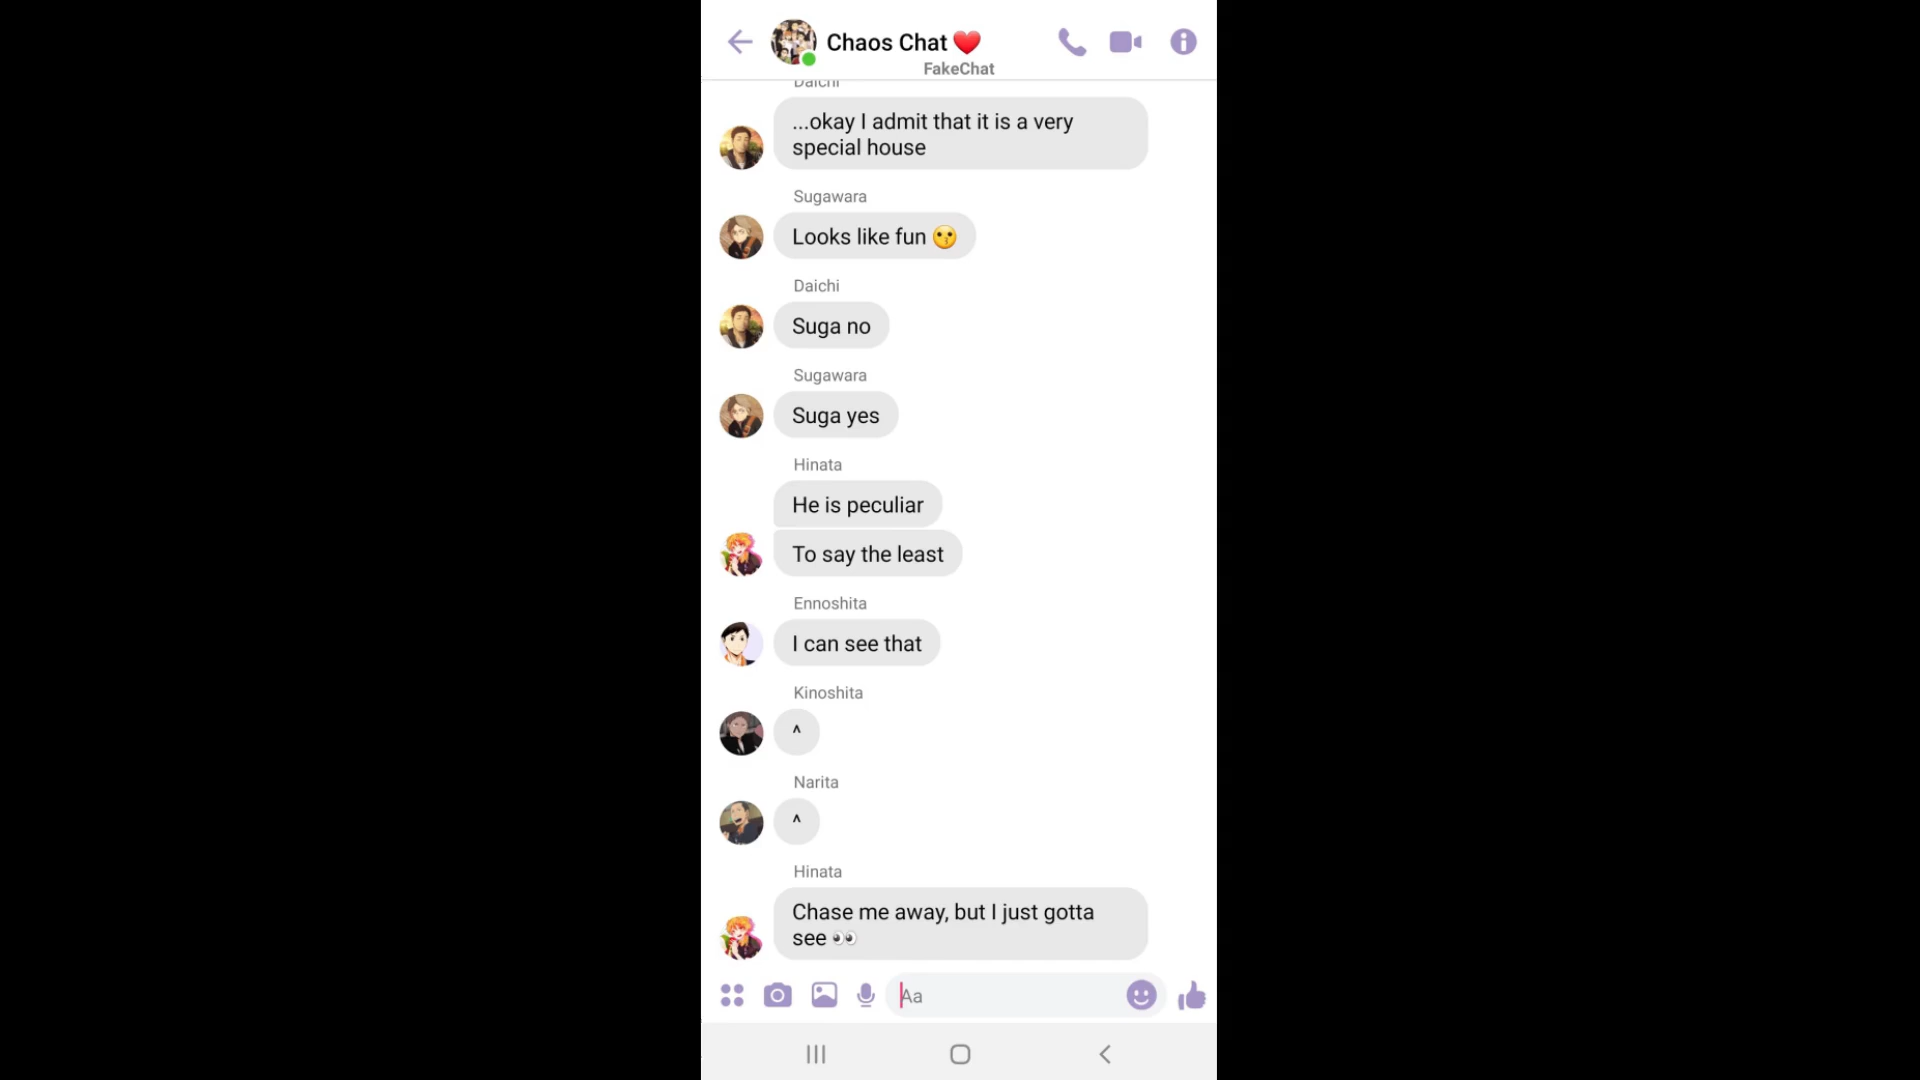 Chaos Chat ❤️
FakeChat
Daichi
...okay I admit that it is a very
special house
Sugawara
Looks like fun 😗
Daichi
Suga no
Sugawara
Suga yes
Hinata
He is peculiar
To say the least
Ennoshita
I can see that
Kinoshita
^
Narita
^
Hinata
Chase me away, but I just gotta
see 👀
Aa